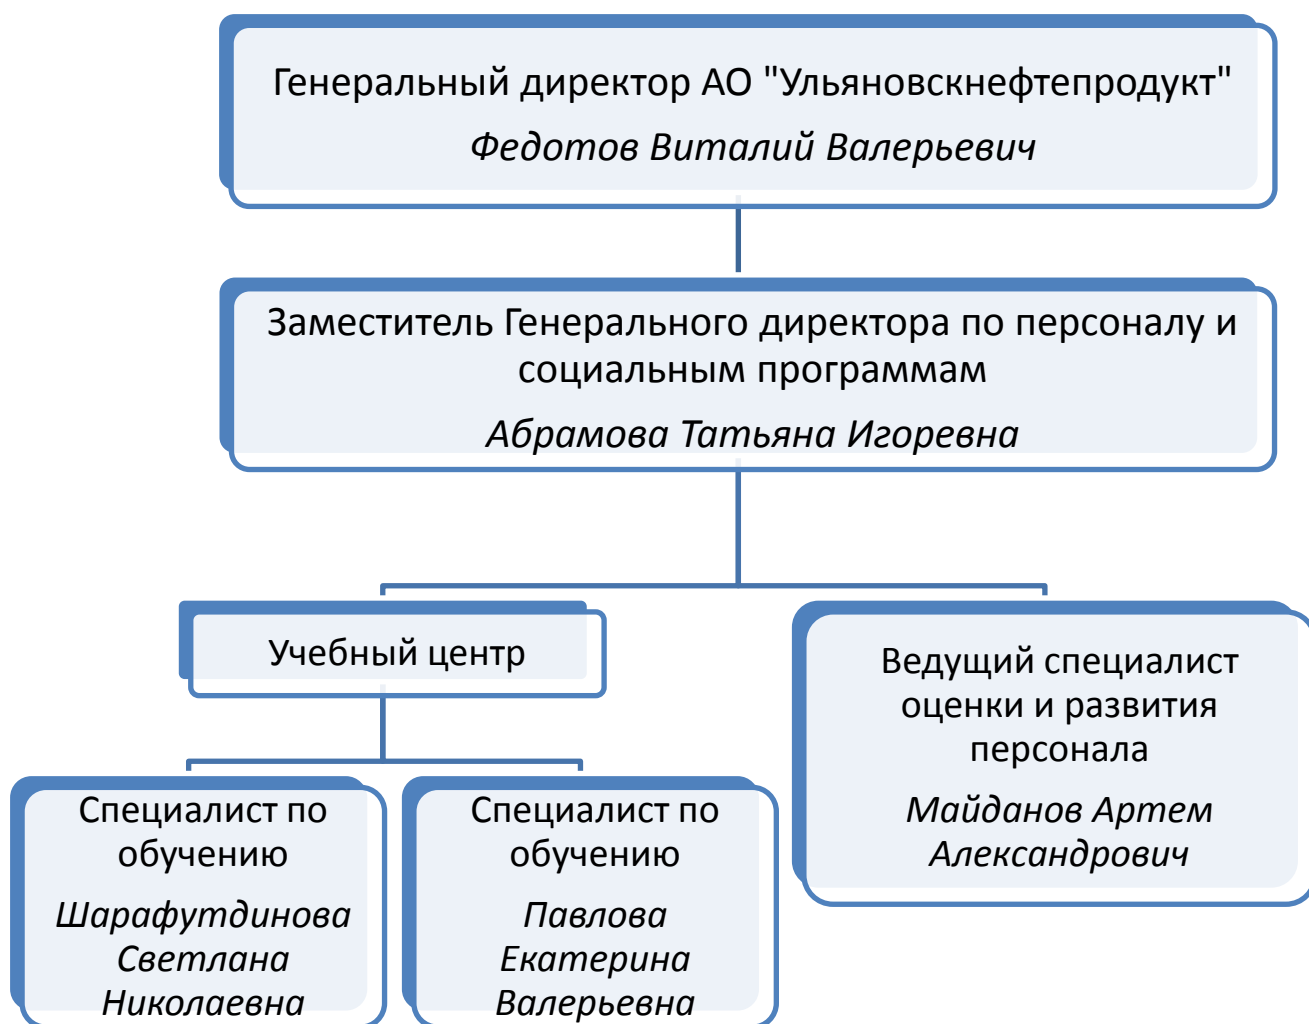 Генеральный директор АО "Ульяновскнефтепродукт"
Федотов Виталий Валерьевич
Заместитель Генерального директора по персоналу и
социальным программам
Абрамова Татьяна Игоревна
Учебный центр
Ведущий специалист
оценки и развития
персонала
Майданов Артем
Александрович
Специалист по
обучению
Шарафутдинова
Светлана
Николаевна
Специалист по
обучению
Павлова
Екатерина
Валерьевна